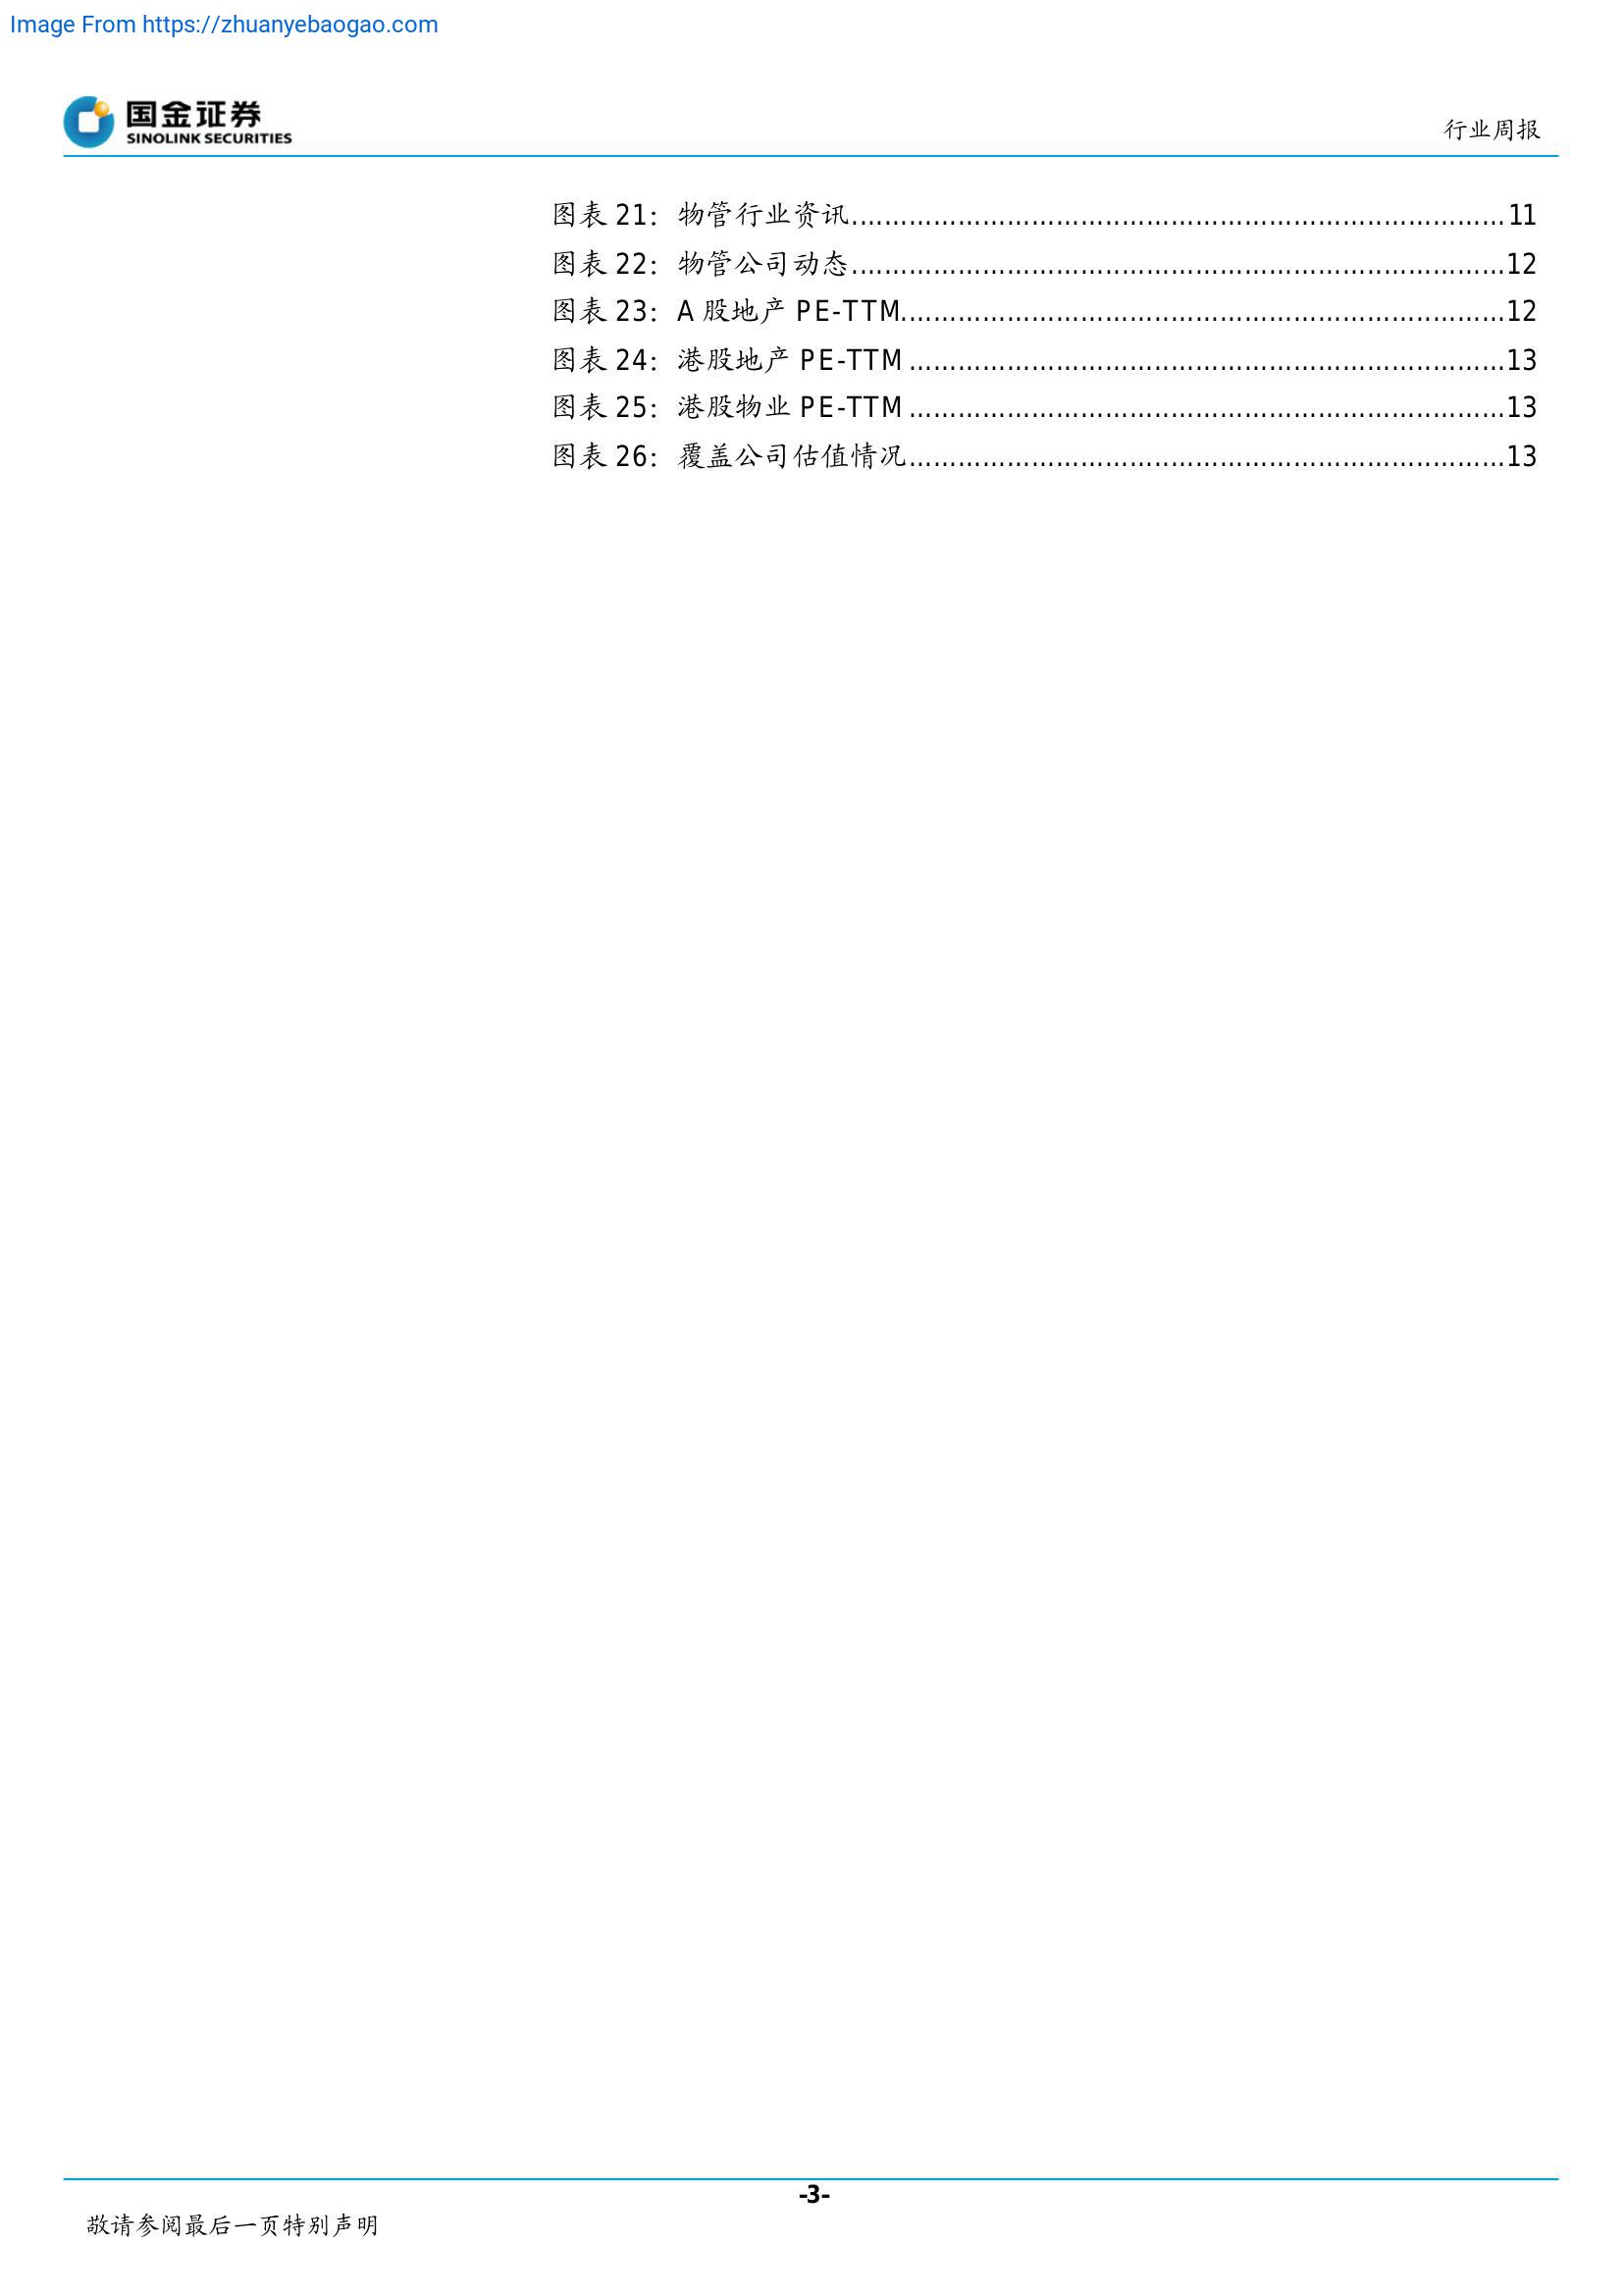 Image From https://zhuanyebaogao.com
国金证券
SINOLINK SECURITIES
行业周报
图表 21：物管行业资讯................................................................................11
图表 22：物管公司动态................................................................................12
图表 23：A 股地产 PE-TTM..........................................................................12
图表 24：港股地产 PE-TTM .........................................................................13
图表 25：港股物业 PE-TTM .........................................................................13
图表 26：覆盖公司估值情况.........................................................................13
-3-
敬请参阅最后一页特别声明